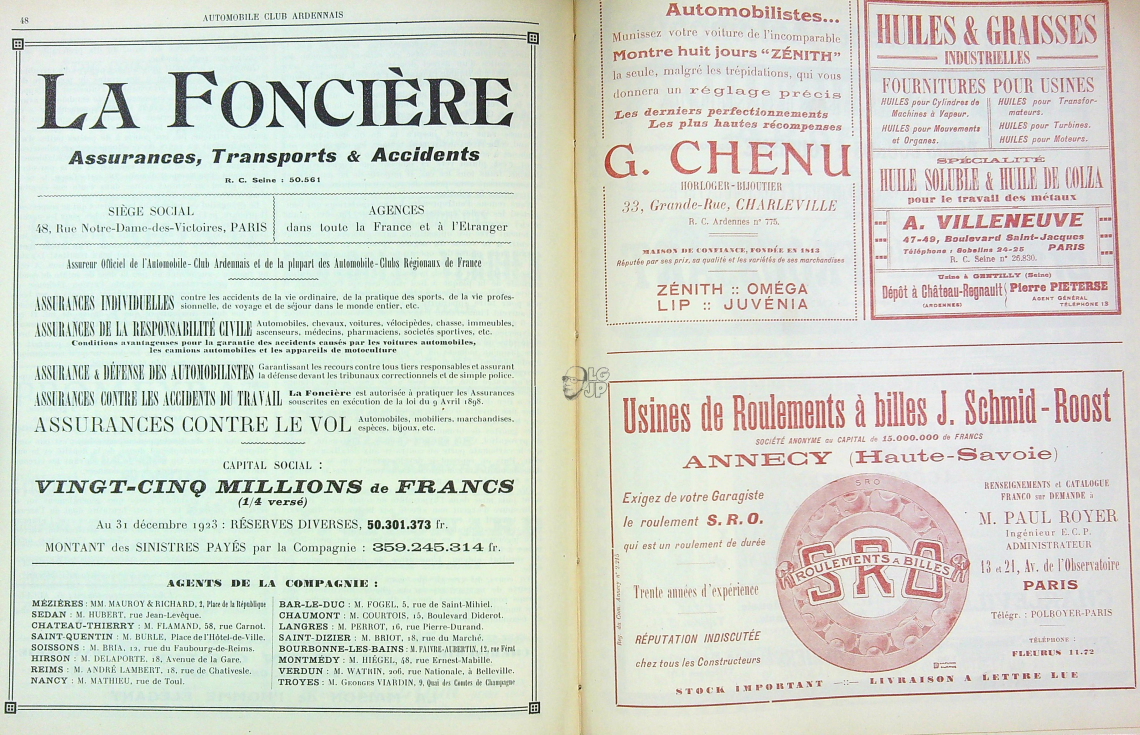 48
AUTOMOBILE CLUB ARDENNAIS
LA FONCIÈRE
Assurances, Transports & Accidents
R. C. Seine : 50.561
SIÈGE SOCIAL
48, Rue Notre-Dame-des-Victoires, PARIS
AGENCES
dans toute la France et à l'Etranger
Assureur Officiel de l'Automobile-Club Ardennais et de la plupart des Automobile-Clubs Régionaux de France
ASSURANCES INDIVIDUELLES contre les accidents de la vie ordinaire, de la pratique des sports, de la vie profes-
sionnelle, de voyage et de séjour dans le monde entier, etc.
ASSURANCES DE LA RESPONSABILITÉ CIVILE Automobiles, chevaux, voitures, vélocipèdes, chasse, immeubles,
ascenseurs, médecins, pharmaciens, sociétés sportives, etc.
Conditions avantageuses pour la garantie des accidents causés par les voitures automobiles,
les camions automobiles et les appareils de motoculture
ASSURANCE & DÉFENSE DES AUTOMOBILISTES Garantissant les recours contre tous tiers responsables et assurant
la défense devant les tribunaux correctionnels et de simple police.
ASSURANCES CONTRE LES ACCIDENTS DU TRAVAIL La Foncière est autorisée à pratiquer les Assurances
souscrites en exécution de la loi du 9 Avril 1898.
ASSURANCES CONTRE LE VOL Automobiles, mobiliers, marchandises,
espèces, bijoux, etc.
CAPITAL SOCIAL :
VINGT-CINQ MILLIONS de FRANCS
(1/4 versé)
Au 31 décembre 1923 : RÉSERVES DIVERSES, 50.301.373 fr.
MONTANT des SINISTRES PAYÉS par la Compagnie : 359.245.314 fr.
AGENTS DE LA COMPAGNIE :
MÉZIÈRES : MM. MAUROY & RICHARD, 2, Place de la République
SEDAN : M. HUBERT, rue Jean-Levêque.
CHATEAU-THIERRY : M. FLAMAND, 58, rue Carnot.
SAINT-QUENTIN : M. BURLE, Place de l'Hôtel-de-Ville.
SOISSONS : M. BRIA, 12, rue du Faubourg-de-Reims.
HIRSON : M. DELAPORTE, 18, Avenue de la Gare.
REIMS : M. ANDRÉ LAMBERT, 18, rue de Chativesle.
NANCY : M. MATHIEU, rue de Toul.
BAR-LE-DUC : M. FOGEL, 5, rue de Saint-Mihiel.
CHAUMONT : M. COURTOIS, 15, Boulevard Diderot.
LANGRES : M. PERROT, 16, rue Pierre-Durand.
SAINT-DIZIER : M. BRIOT, 18, rue du Marché.
BOURBONNE-LES-BAINS : M. FAIVRE-AUBERTIN, 12, rue Férat
MONTMÉDY : M. HIÉGEL, 48, rue Ernest-Mabille.
VERDUN : M. WATRIN, 206, rue Nationale, à Belleville.
TROYES : M. GEORGES VIARDIN, 9, Quai des Comtes de Champagne
Automobilistes...
Munissez votre voiture de l'incomparable
Montre huit jours "ZÉNITH"
la seule, malgré les trépidations, qui vous
donnera un réglage précis
Les derniers perfectionnements
Les plus hautes récompenses
G. CHENU
HORLOGER-BIJOUTIER
33, Grande-Rue, CHARLEVILLE
R. C. Ardennes n° 775.
MAISON DE CONFIANCE, FONDÉE EN 1843
Réputée par ses prix, sa qualité et les variétés de ses marchandises
ZÉNITH :: OMÉGA
LIP :: JUVÉNIA
HUILES & GRAISSES
INDUSTRIELLES
FOURNITURES POUR USINES
HUILES pour Cylindres de
Machines à Vapeur.
HUILES pour Mouvements
et Organes.
HUILES pour Transfor-
mateurs.
HUILES pour Turbines.
HUILES pour Moteurs.
SPÉCIALITÉ
HUILE SOLUBLE & HUILE DE COLZA
pour le travail des métaux
A. VILLENEUVE
47-49, Boulevard Saint-Jacques
Téléphone : Gobelins 24-25 PARIS
R. C. Seine n° 26.830.
Usine à GENTILLY (Seine)
Dépôt à Château-Regnault
(ARDENNES)
Pierre PIETERSE
AGENT GÉNÉRAL
TÉLÉPHONE 13
LG
JP
Usines de Roulements à billes J. Schmid-Roost
SOCIÉTÉ ANONYME au CAPITAL de 15.000.000 de FRANCS
ANNECY (Haute-Savoie)
Exigez de votre Garagiste
le roulement S.R.O.
qui est un roulement de durée
Trente années d'expérience
RÉPUTATION INDISCUTÉE
chez tous les Constructeurs
SRO
SRO
ROULEMENTS A BILLES
RENSEIGNEMENTS et CATALOGUE
FRANCO sur DEMANDE à
M. PAUL ROYER
Ingénieur E.C.P.
ADMINISTRATEUR
13 et 21, Av. de l'Observatoire
PARIS
Télégr. : POLROYER-PARIS
TÉLÉPHONE :
FLEURUS 11.72
STOCK IMPORTANT -::- LIVRAISON A LETTRE LUE